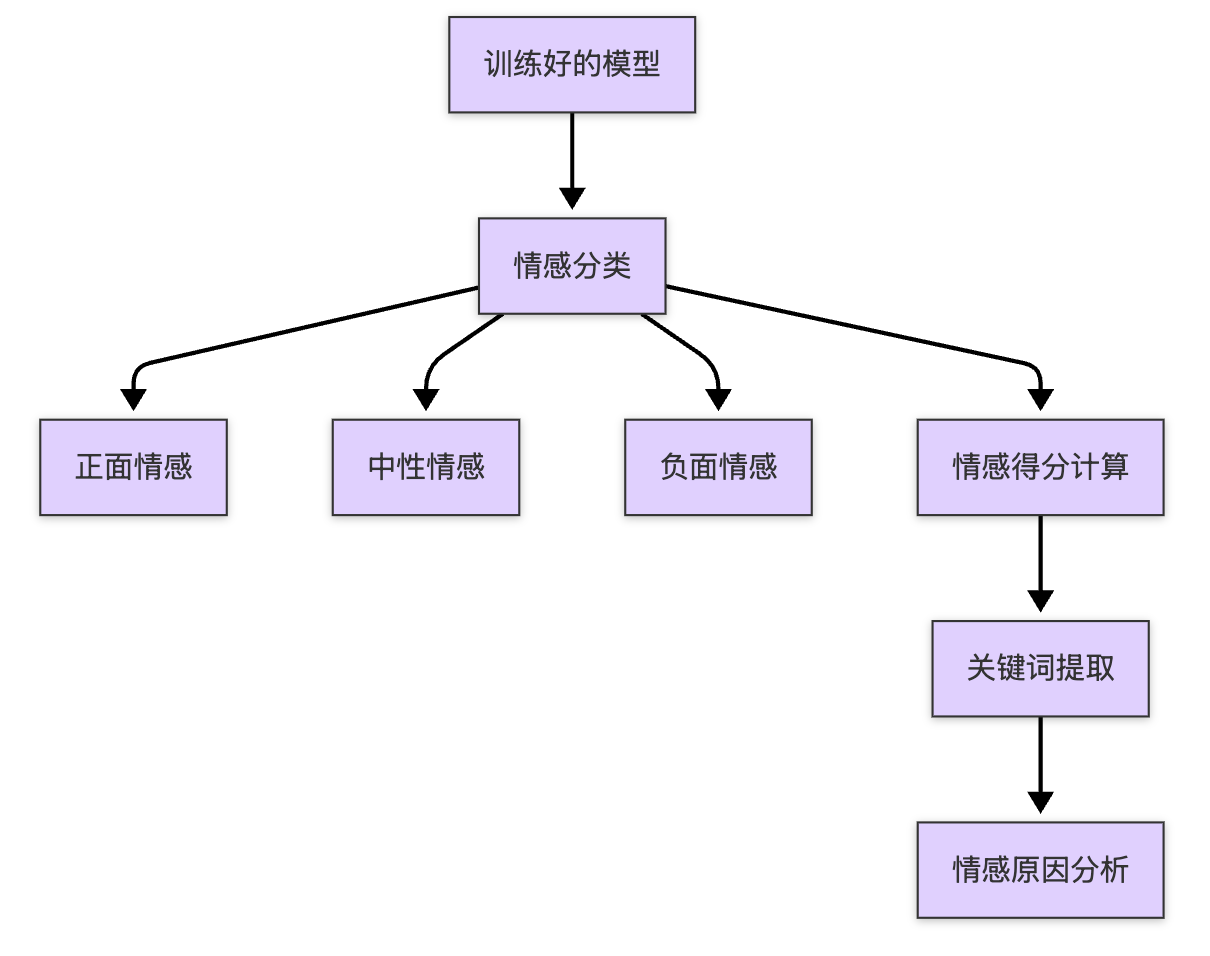 训练好的模型
情感分类
正面情感
中性情感
负面情感
情感得分计算
关键词提取
情感原因分析